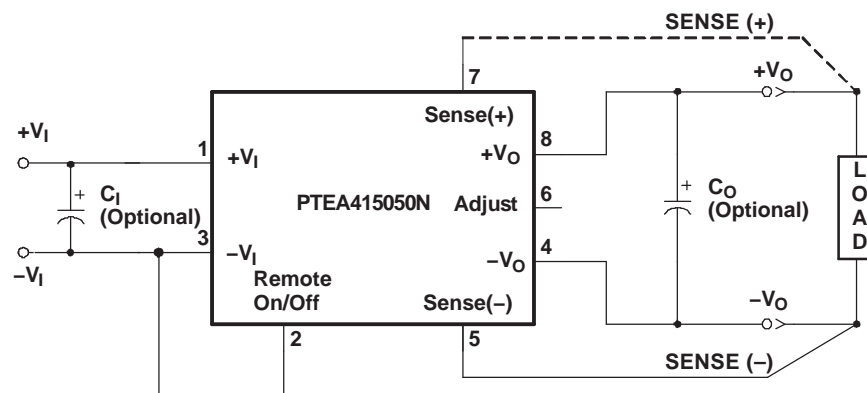 SENSE (+)
7
+VO
Sense(+)
8
+VI
1
+VI
+VO
+
CI
(Optional)
PTEA415050N
Adjust
6
+
CO
(Optional)
LOAD
3
–VI
4
–VO
–VI
Remote
On/Off
Sense(–)
–VO
2
5
SENSE (–)